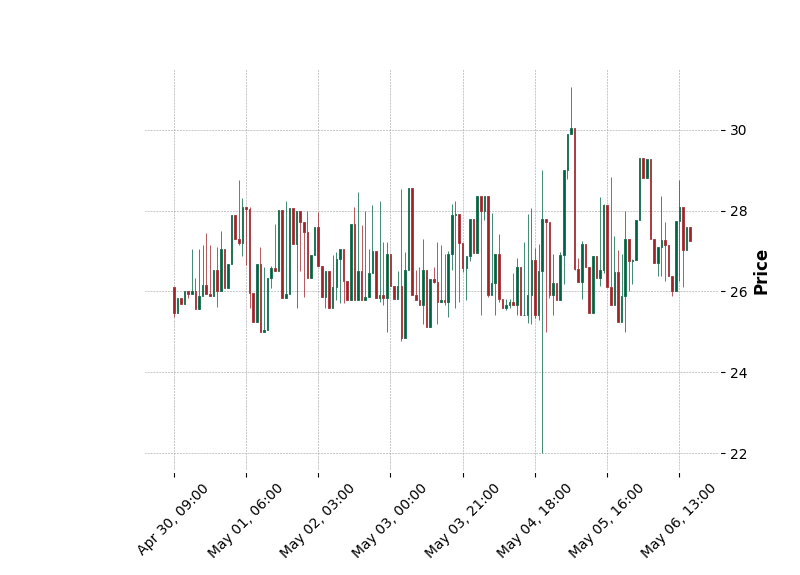 30
28
26
24
22
Price
Apr 30, 09:00
May 01, 06:00
May 02, 03:00
May 03, 00:00
May 03, 21:00
May 04, 18:00
May 05, 16:00
May 06, 13:00